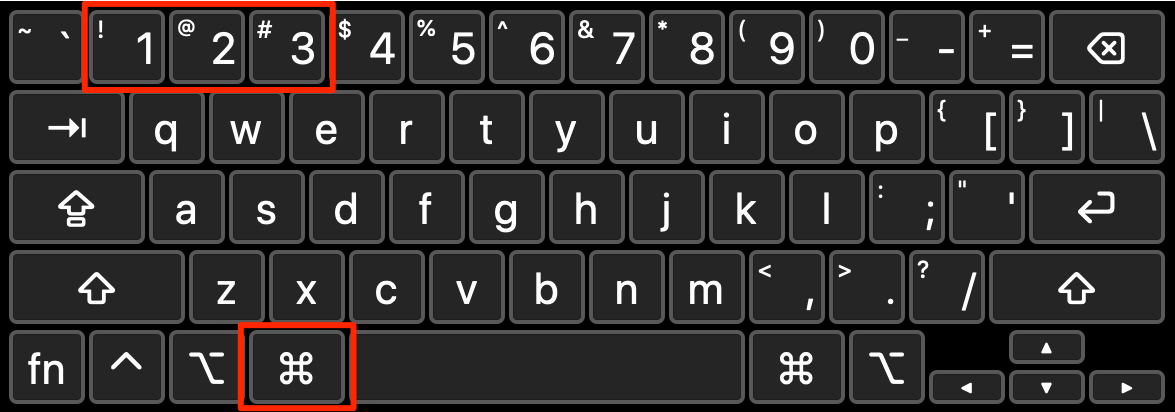 ~ ` ! 1 @ 2 # 3 $ 4 % 5 ^ 6 & 7 * 8 ( 9 ) 0 _ - + = ⌫
⇥ q w e r t y u i o p { [ } ] | \
a s d f g h j k l : ; " ' ⏎
⇧ z x c v b n m < , > . ? / ⇧
fn ^ ⌥ ⌘ ⌘ ⌥ ◀ ▲ ▼ ▶